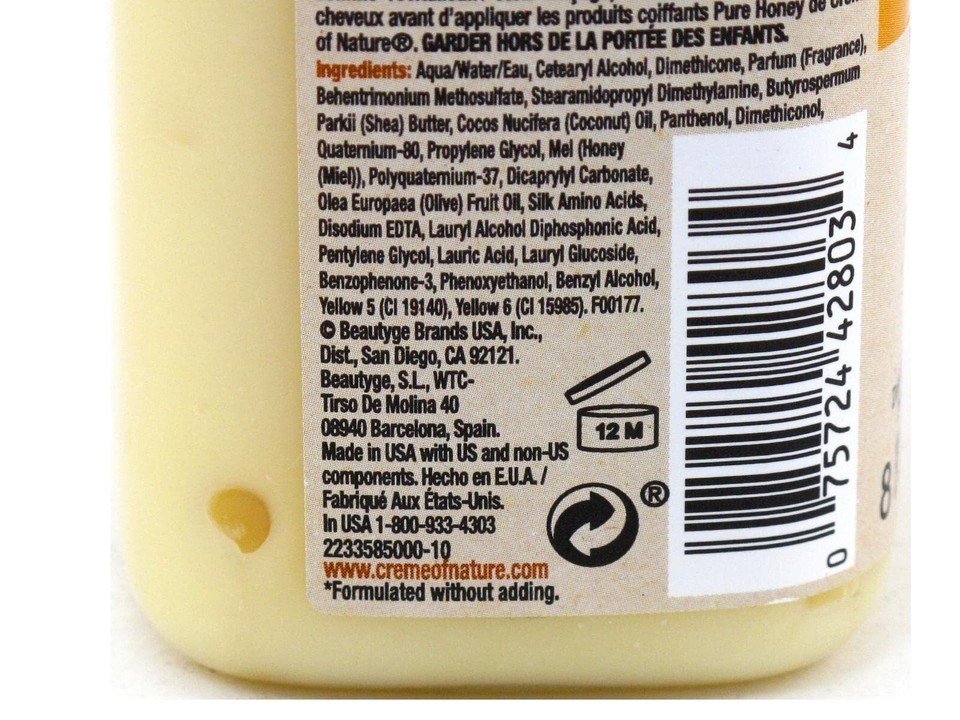 cheveux avant d'appliquer les produits coiffants Pure Honey de
of Nature®. GARDER HORS DE LA PORTÉE DES ENFANTS.
Ingredients: Aqua/Water/Eau, Cetearyl Alcohol, Dimethicone, Parfum (Fragrance),
Behentrimonium Methosulfate, Stearamidopropyl Dimethylamine, Butyrospermum
Parkii (Shea) Butter, Cocos Nucifera (Coconut) Oil, Panthenol, Dimethiconol,
Quaternium-80, Propylene Glycol, Mel (Honey
(Miel)), Polyquaternium-37, Dicaprylyl Carbonate,
Olea Europaea (Olive) Fruit Oil, Silk Amino Acids,
Disodium EDTA, Lauryl Alcohol Diphosphonic Acid,
Pentylene Glycol, Lauric Acid, Lauryl Glucoside,
Benzophenone-3, Phenoxyethanol, Benzyl Alcohol,
Yellow 5 (CI 19140), Yellow 6 (CI 15985). F00177.
© Beautyge Brands USA, Inc.,
Dist., San Diego, CA 92121.
Beautyge, S.L., WTC-
Tirso De Molina 40
08940 Barcelona, Spain.
Made in USA with US and non-US
components. Hecho en E.U.A. /
Fabriqué Aux États-Unis.
In USA 1-800-933-4303
2233585000-10
www.cremeofnature.com
*Formulated without adding.
12 M
®
0 75724 42803 4
8